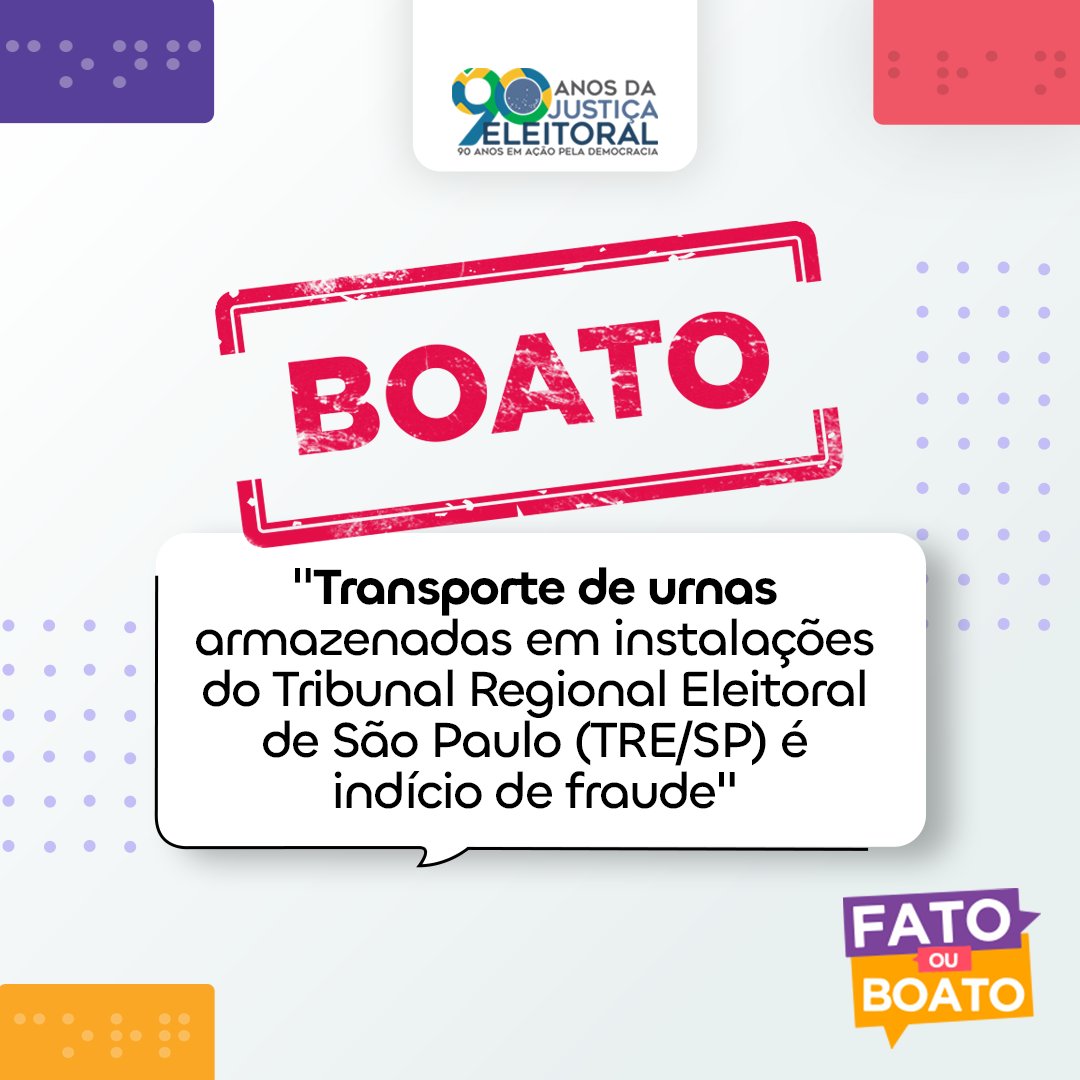 90 ANOS DA
JUSTIÇA
ELEITORAL
90 ANOS EM AÇÃO PELA DEMOCRACIA
BOATO
"Transporte de urnas
armazenadas em instalações
do Tribunal Regional Eleitoral
de São Paulo (TRE/SP) é
indício de fraude"
FATO
OU
BOATO